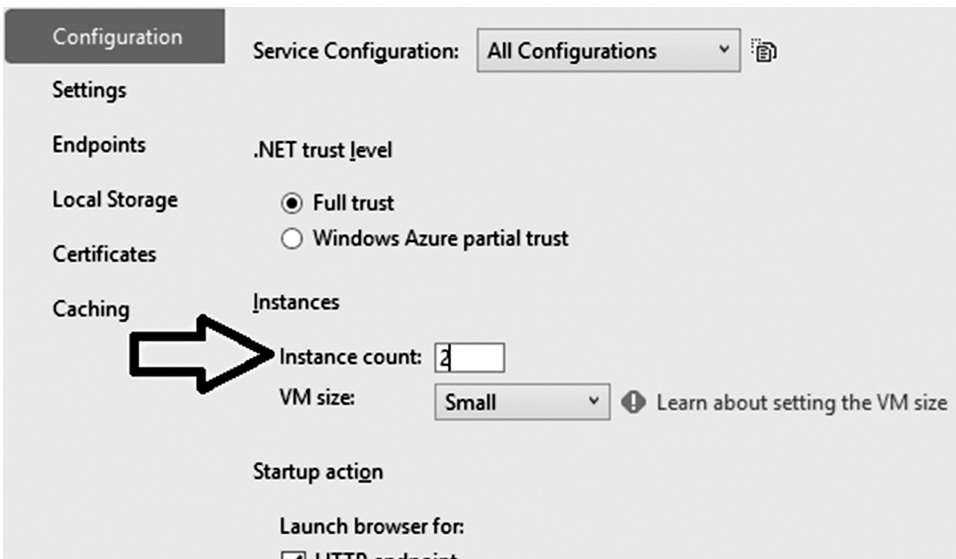 Configuration
Service Configuration: All Configurations
Settings
Endpoints
.NET trust level
Local Storage
Full trust
Windows Azure partial trust
Certificates
Caching
Instances
Instance count: 2
VM size: Small Learn about setting the VM size
Startup action
Launch browser for:
HTTP endpoint